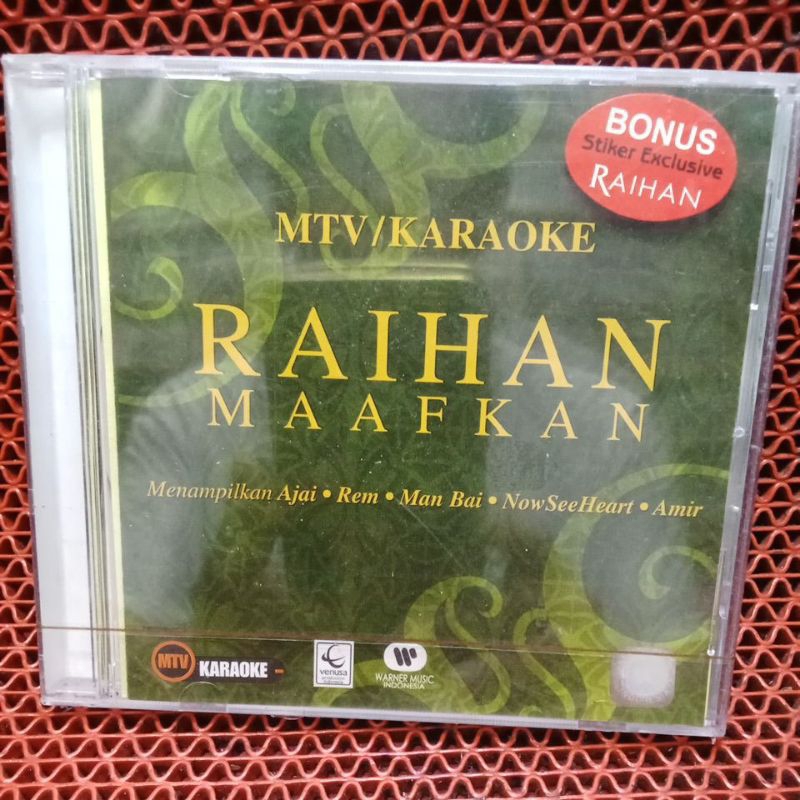 BONUS
Stiker Exclusive
RAIHAN
MTV/KARAOKE
RAIHAN
MAAFKAN
Menampilkan Ajai • Rem • Man Bai • NowSeeHeart • Amir
MTV KARAOKE
venusa
WARNER MUSIC
INDONESIA